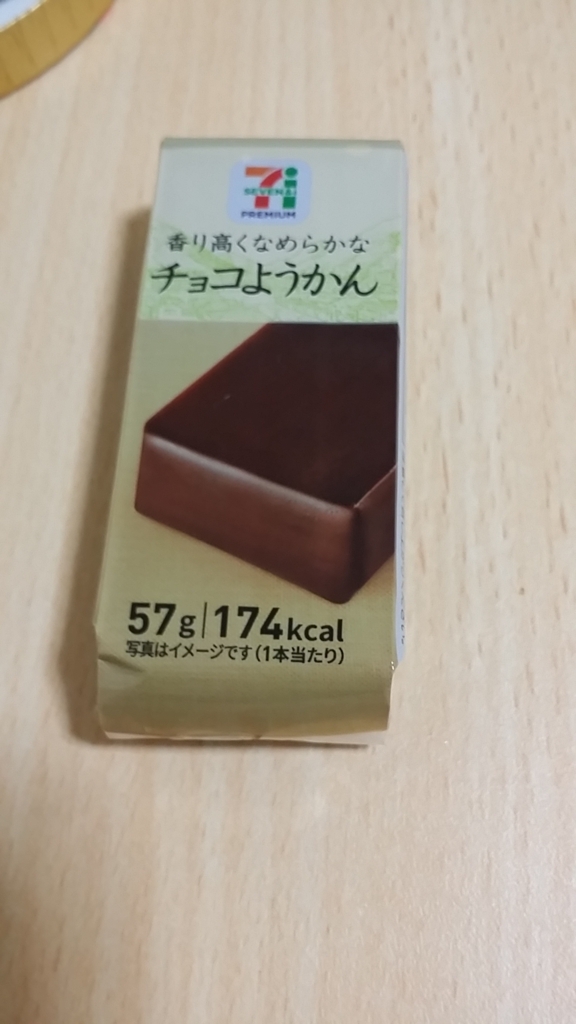 SEVEN&i
PREMIUM
香り高くなめらかな
チョコようかん
57g|174kcal
写真はイメージです(1本当たり)